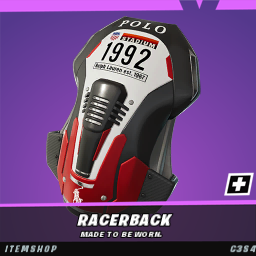 POLO
STADIUM
1992
Ralph Lauren est. 1967
RACERBACK
MADE TO BE WORN.
ITEMSHOP
C3S4